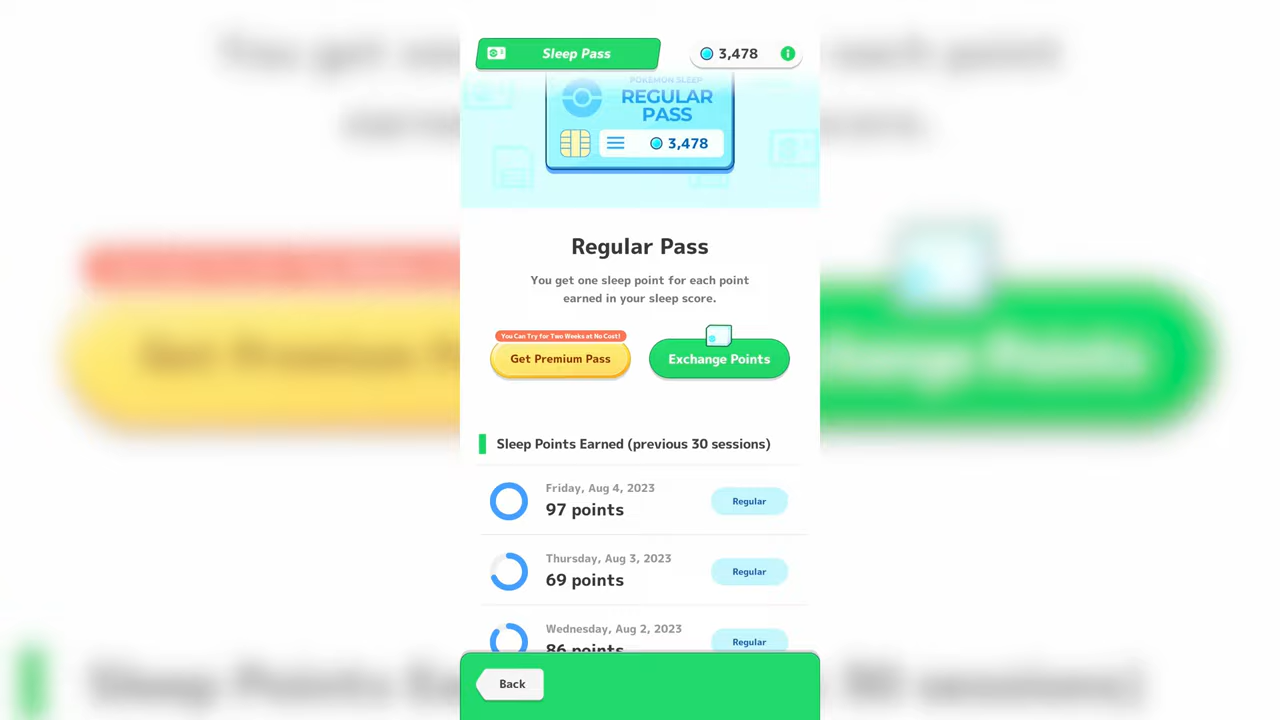 Sleep Pass
3,478
POKÉMON SLEEP
REGULAR
PASS
3,478
Regular Pass
You get one sleep point for each point
earned in your sleep score.
You Can Try for Two Weeks at No Cost!
Get Premium Pass
Exchange Points
Sleep Points Earned (previous 30 sessions)
Friday, Aug 4, 2023
97 points
Regular
Thursday, Aug 3, 2023
69 points
Regular
Wednesday, Aug 2, 2023
86 points
Regular
Back